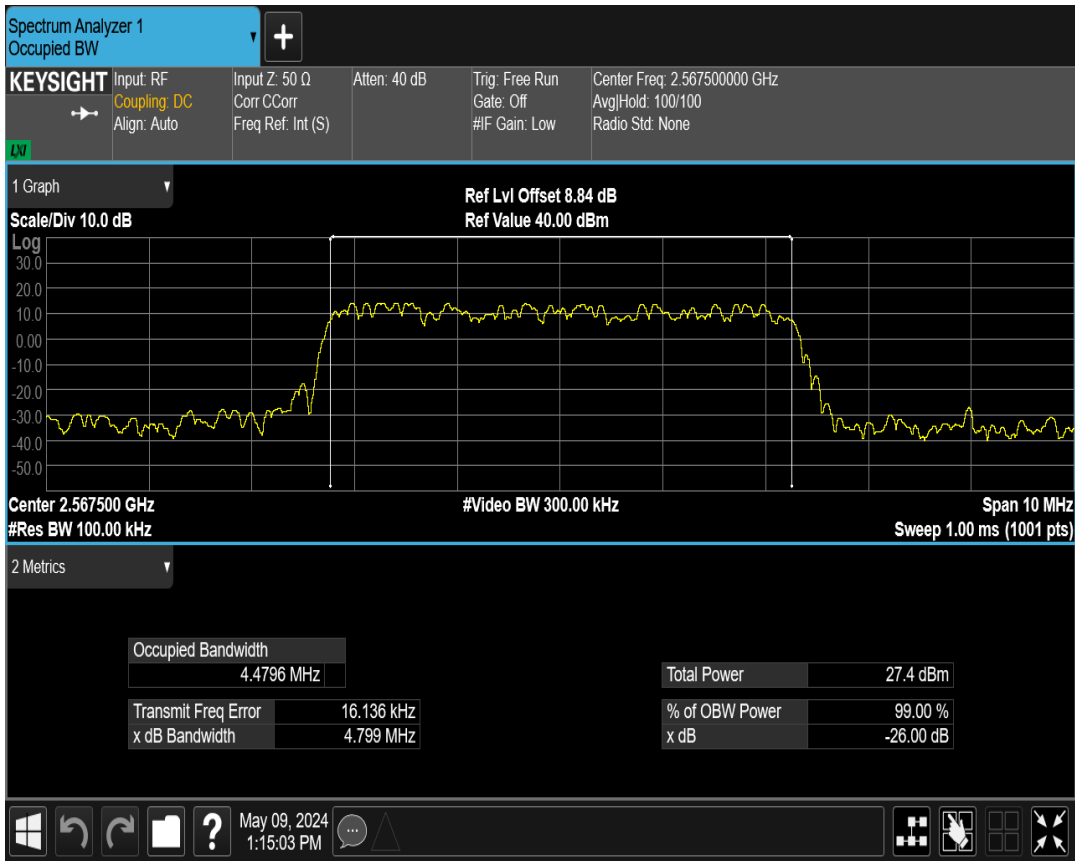 Spectrum Analyzer 1
Occupied BW
+
KEYSIGHT
LXI
Input: RF
Coupling: DC
Align: Auto
Input Z: 50 Ω
Corr CCorr
Freq Ref: Int (S)
Atten: 40 dB
Trig: Free Run
Gate: Off
#IF Gain: Low
Center Freq: 2.567500000 GHz
Avg|Hold: 100/100
Radio Std: None
1 Graph
Scale/Div 10.0 dB
Ref Lvl Offset 8.84 dB
Ref Value 40.00 dBm
Log
30.0
20.0
10.0
0.00
-10.0
-20.0
-30.0
-40.0
-50.0
Center 2.567500 GHz
#Video BW 300.00 kHz
Span 10 MHz
#Res BW 100.00 kHz
Sweep 1.00 ms (1001 pts)
2 Metrics
Occupied Bandwidth
4.4796 MHz
Total Power 27.4 dBm
Transmit Freq Error 16.136 kHz
% of OBW Power 99.00 %
x dB Bandwidth 4.799 MHz
x dB -26.00 dB
?
May 09, 2024
1:15:03 PM